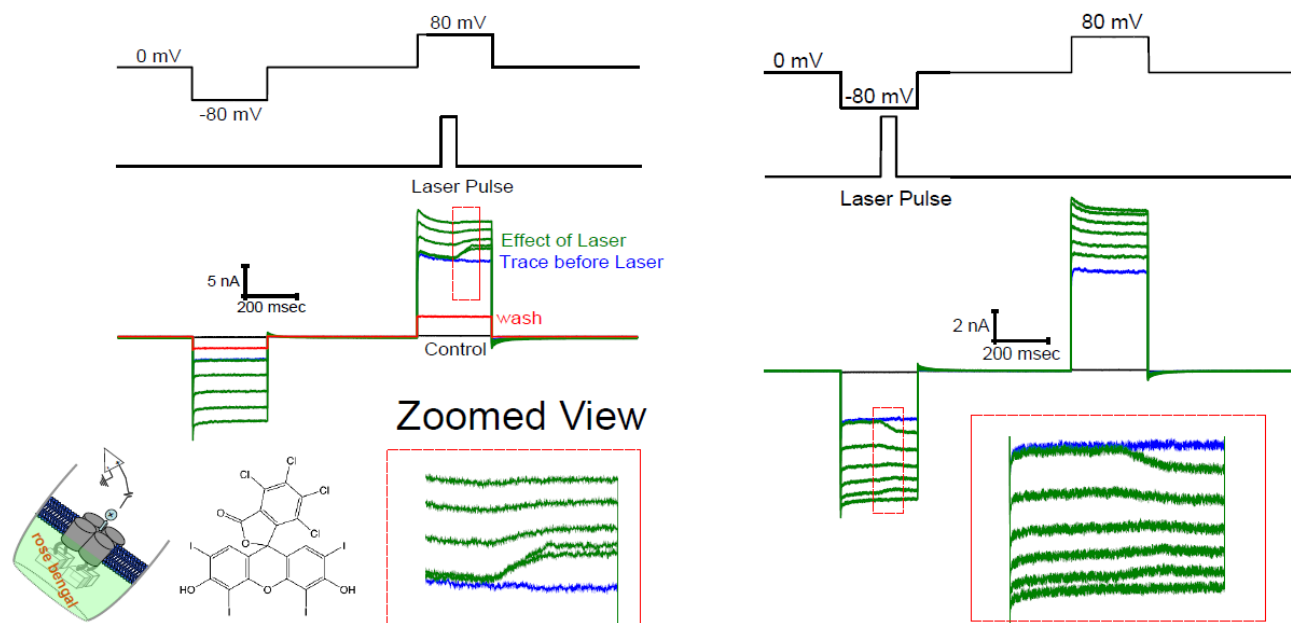 80 mV
0 mV
-80 mV
Laser Pulse
Effect of Laser
Trace before Laser
5 nA
200 msec
wash
Control
Zoomed View
rose bengal
Cl
Cl
Cl
Cl
O
O
I
I
HO
O
OH
I
I
80 mV
0 mV
-80 mV
Laser Pulse
2 nA
200 msec